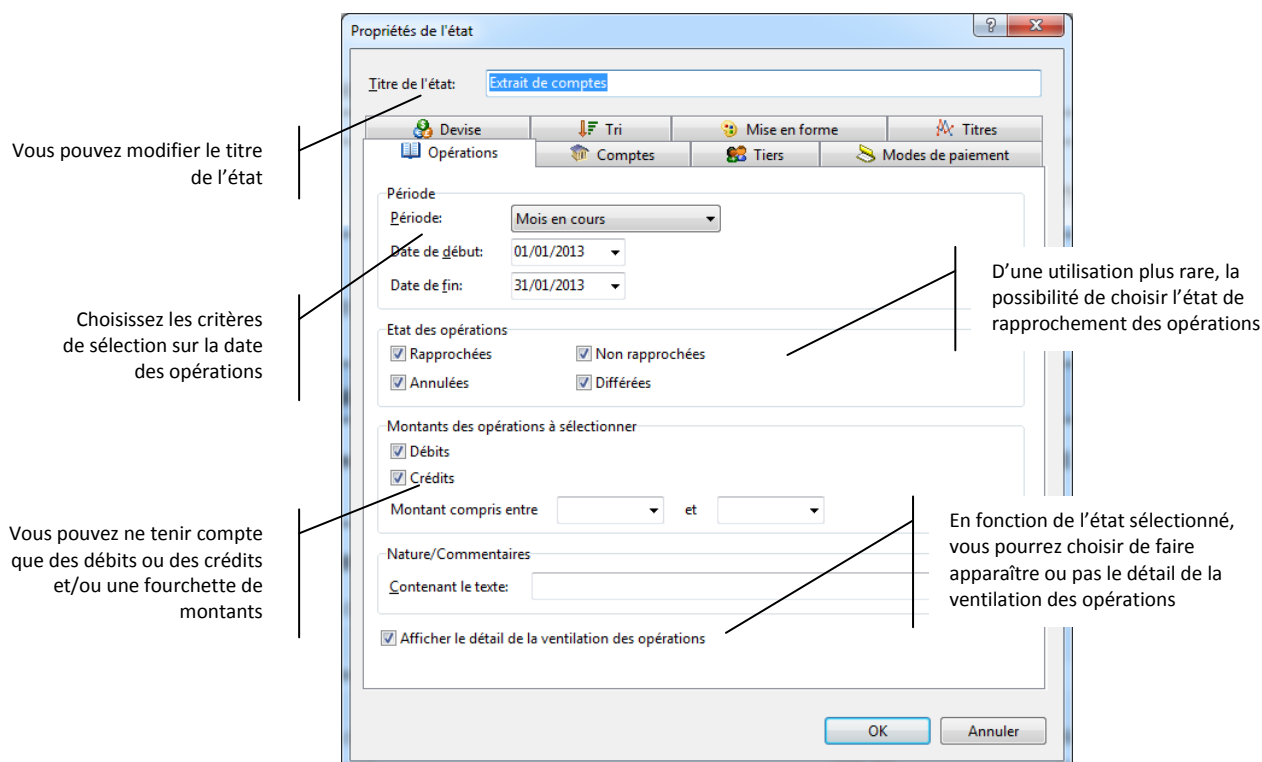 Propriétés de l'état
Titre de l'état: Extrait de comptes
Devise Tri Mise en forme Titres
Opérations Comptes Tiers Modes de paiement
Vous pouvez modifier le titre
de l’état
Période
Période: Mois en cours
Date de début: 01/01/2013
Date de fin: 31/01/2013
Choisissez les critères
de sélection sur la date
des opérations
D’une utilisation plus rare, la
possibilité de choisir l’état de
rapprochement des opérations
Etat des opérations
Rapprochées Non rapprochées
Annulées Différées
Montants des opérations à sélectionner
Débits
Crédits
Montant compris entre et
Vous pouvez ne tenir compte
que des débits ou des crédits
et/ou une fourchette de
montants
En fonction de l’état sélectionné,
vous pourrez choisir de faire
apparaître ou pas le détail de la
ventilation des opérations
Nature/Commentaires
Contenant le texte:
Afficher le détail de la ventilation des opérations
OK Annuler